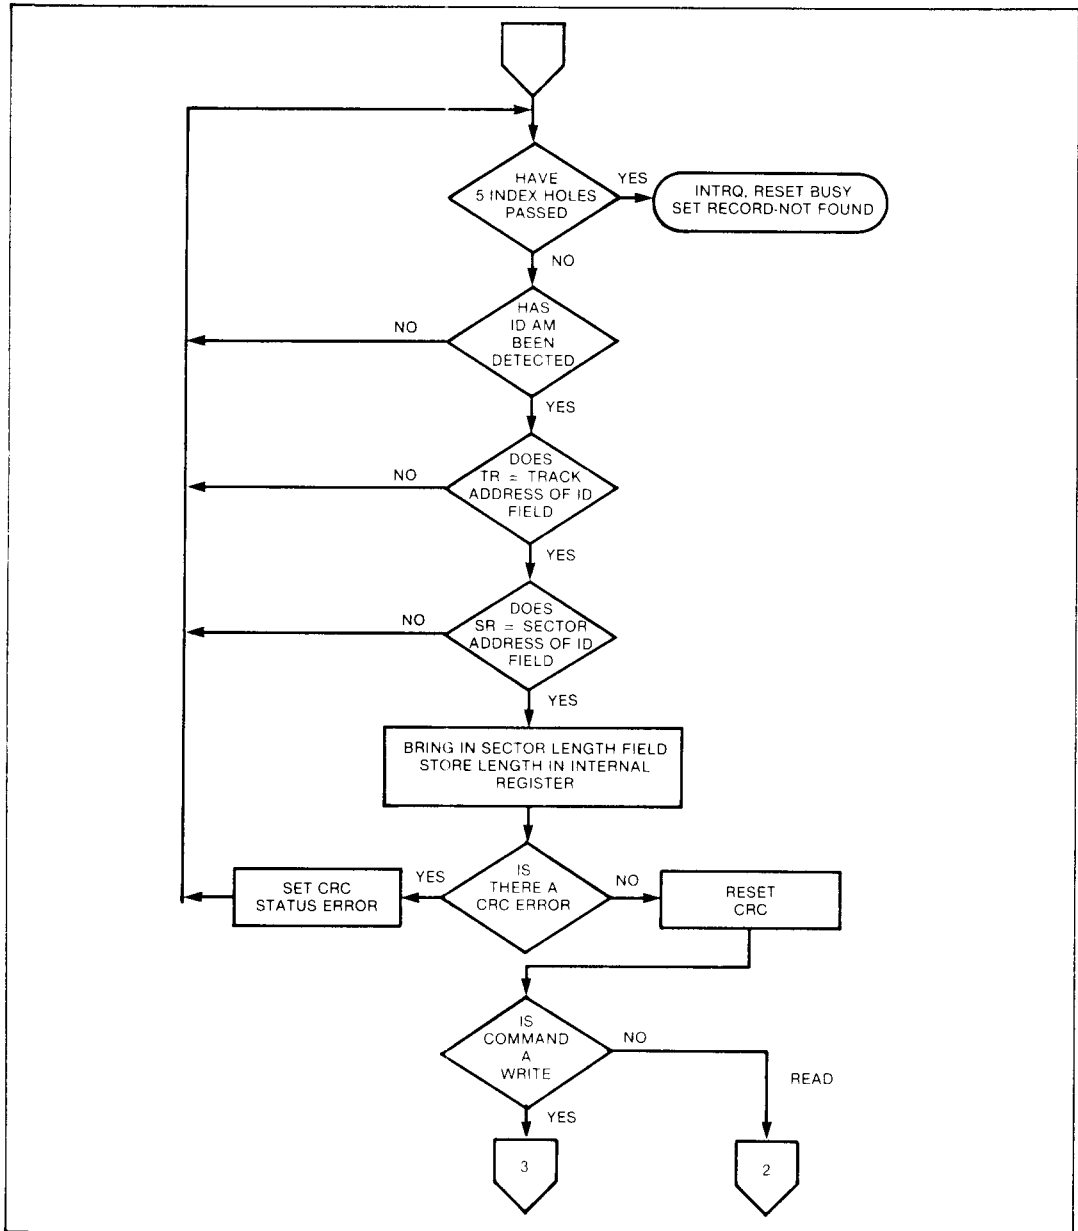 HAVE
5 INDEX HOLES
PASSED
YES
INTRQ, RESET BUSY
SET RECORD-NOT FOUND
NO
HAS
ID AM
BEEN
DETECTED
NO
YES
DOES
TR = TRACK
ADDRESS OF ID
FIELD
NO
YES
DOES
SR = SECTOR
ADDRESS OF ID
FIELD
NO
YES
BRING IN SECTOR LENGTH FIELD
STORE LENGTH IN INTERNAL
REGISTER
SET CRC
STATUS ERROR
YES
IS
THERE A
CRC ERROR
NO
RESET
CRC
IS
COMMAND
A
WRITE
NO
READ
YES
3
2